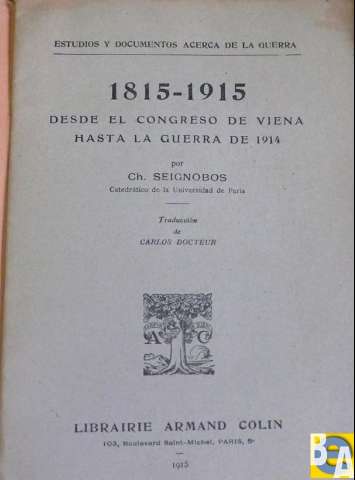 ESTUDIOS Y DOCUMENTOS ACERCA DE LA GUERRA
1815-1915
DESDE EL CONGRESO DE VIENA
HASTA LA GUERRA DE 1914
por
Ch. SEIGNOBOS
Catedrático de la Universidad de París
Traducción
de
CARLOS DOCTEUR
A C
LIBRAIRIE ARMAND COLIN
103, Boulevard Saint-Michel, PARIS, 5e
1915